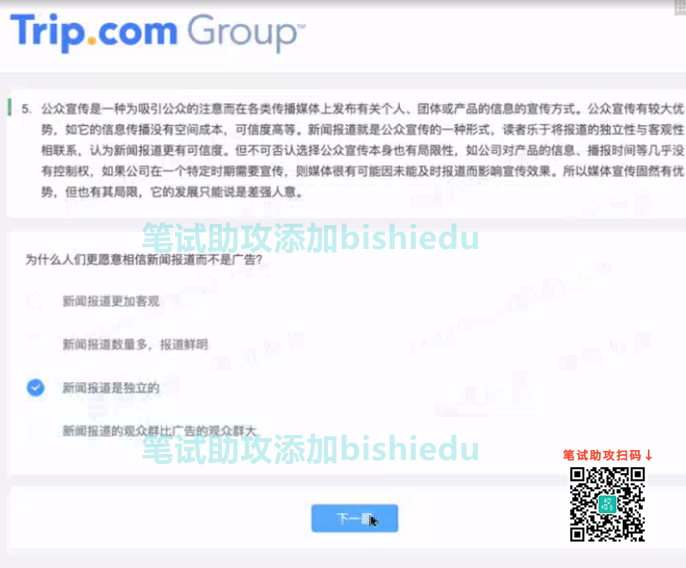 Trip.com Group™
5. 公众宣传是一种为吸引公众的注意而在各类传播媒体上发布有关个人、团体或产品的信息的宣传方式。公众宣传有较大优
势，如它的信息传播没有空间成本，可信度高等。新闻报道就是公众宣传的一种形式，读者乐于将报道的独立性与客观性
相联系，认为新闻报道更有可信度。但不可否认选择公众宣传本身也有局限性，如公司对产品的信息、播报时间等几乎没
有控制权，如果公司在一个特定时期需要宣传，则媒体很有可能因未能及时报道而影响宣传效果。所以媒体宣传固然有优
势，但也有其局限，它的发展只能说是差强人意。
笔试助攻添加bishiedu
为什么人们更愿意相信新闻报道而不是广告？
新闻报道更加客观
新闻报道数量多，报道鲜明
新闻报道是独立的
新闻报道的观众群比广告的观众群大
笔试助攻添加bishiedu
笔试助攻扫码↓
下一